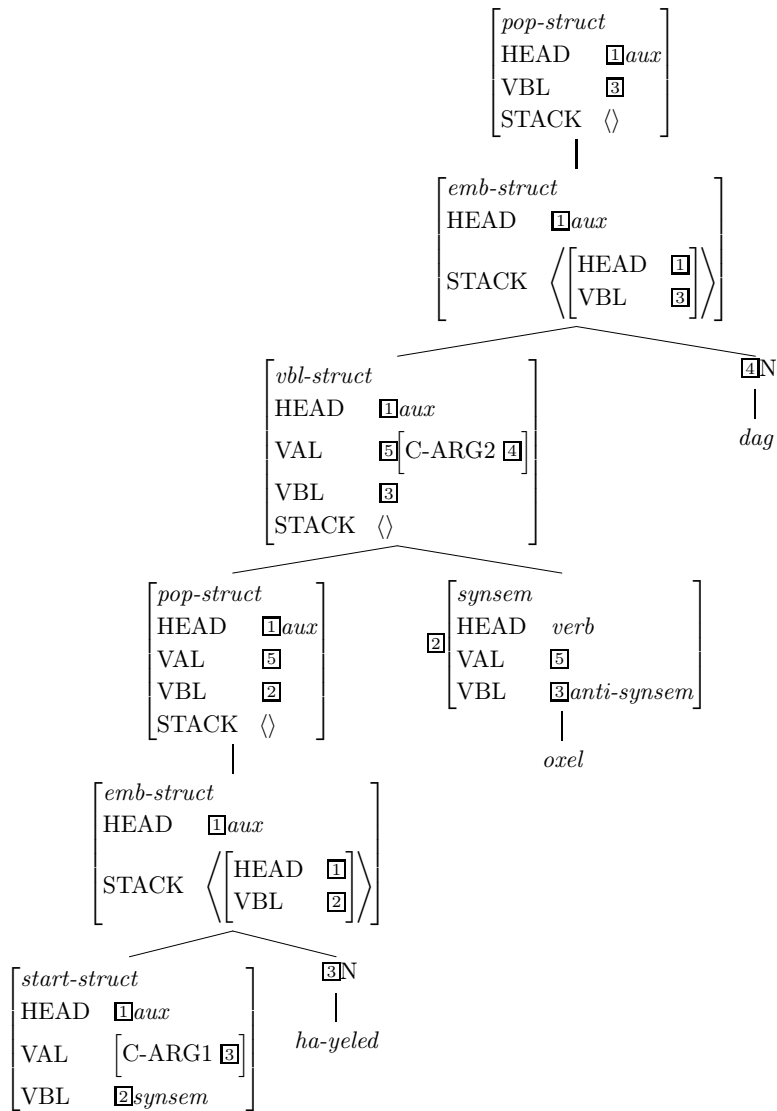 pop-struct
HEAD 1 aux
VBL 3
STACK ⟨⟩
emb-struct
HEAD 1 aux
STACK ⟨[HEAD 1
VBL 3]⟩
vbl-struct
HEAD 1 aux
VAL 5 [C-ARG2 4]
VBL 3
STACK ⟨⟩
4 N
dag
pop-struct
HEAD 1 aux
VAL 5
VBL 2
STACK ⟨⟩
2
synsem
HEAD verb
VAL 5
VBL 3 anti-synsem
oxel
emb-struct
HEAD 1 aux
STACK ⟨[HEAD 1
VBL 2]⟩
start-struct
HEAD 1 aux
VAL [C-ARG1 3]
VBL 2 synsem
3 N
ha-yeled